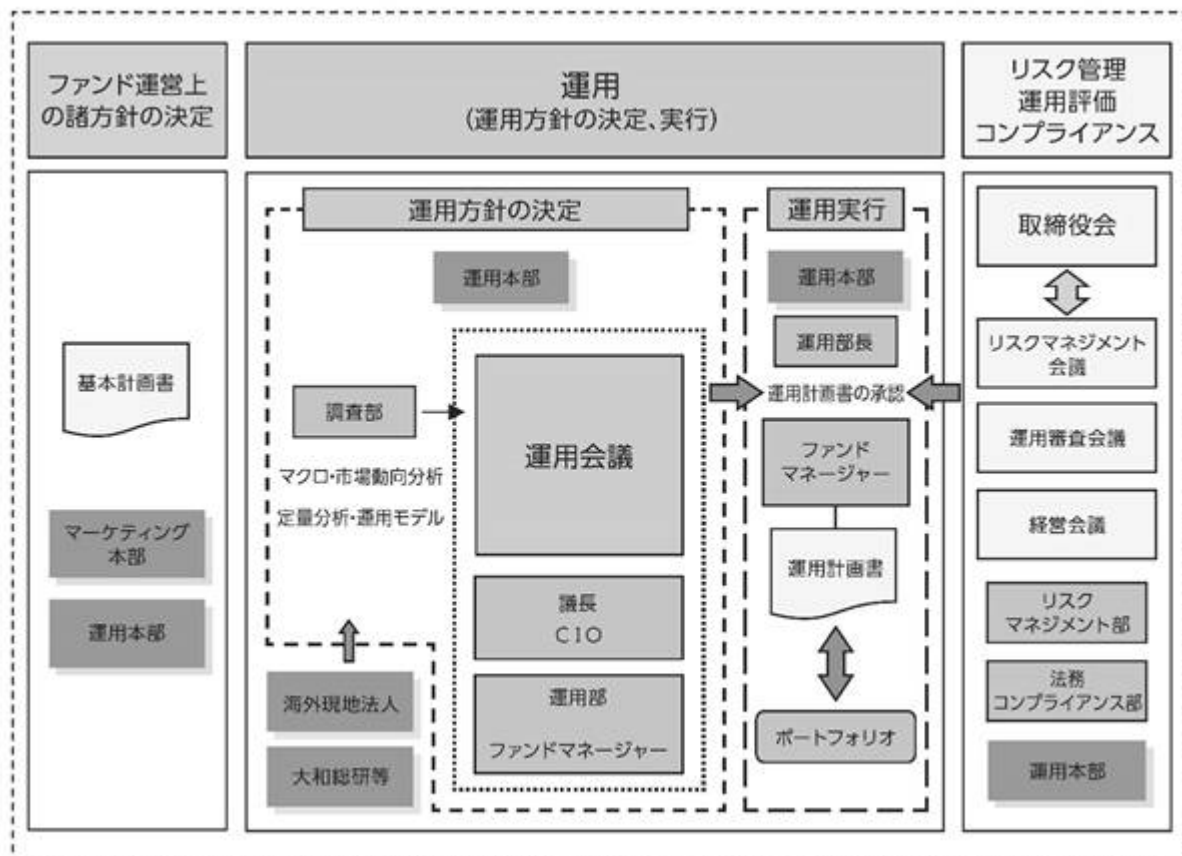 ファンド運営上
の諸方針の決定
運用
(運用方針の決定、実行)
リスク管理
運用評価
コンプライアンス
基本計画書
マーケティング
本部
運用本部
運用方針の決定
運用本部
調査部
マクロ・市場動向分析
定量分析・運用モデル
運用会議
議長
CIO
運用部
ファンドマネージャー
海外現地法人
大和総研等
運用実行
運用本部
運用部長
運用計画書の承認
ファンド
マネージャー
運用計画書
ポートフォリオ
取締役会
リスクマネジメント
会議
運用審査会議
経営会議
リスク
マネジメント部
法務
コンプライアンス部
運用本部